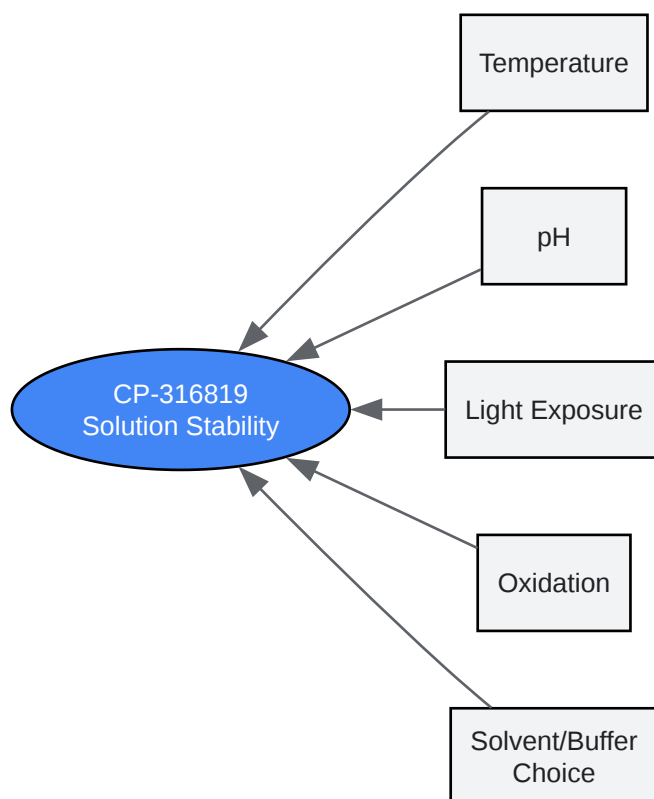 Temperature
pH
Light Exposure
CP-316819
Solution Stability
Oxidation
Solvent/Buffer
Choice